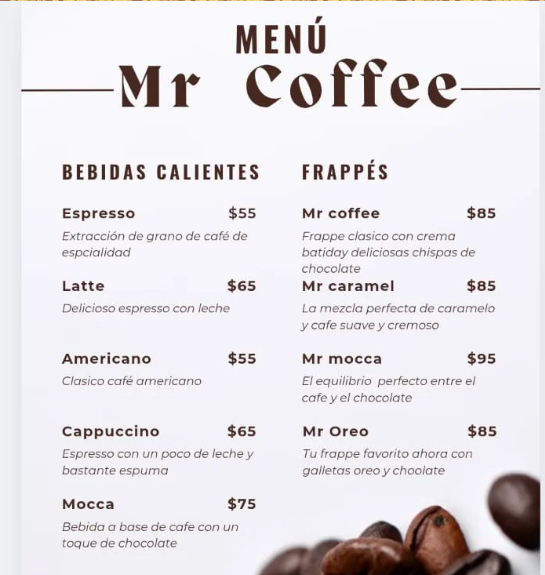 MENÚ
Mr Coffee
BEBIDAS CALIENTES
Espresso $55
Extracción de grano de café de
espcialidad
Latte $65
Delicioso espresso con leche
Americano $55
Clasico café americano
Cappuccino $65
Espresso con un poco de leche y
bastante espuma
Mocca $75
Bebida a base de cafe con un
toque de chocolate
FRAPPÉS
Mr coffee $85
Frappe clasico con crema
batiday deliciosas chispas de
chocolate
Mr caramel $85
La mezcla perfecta de caramelo
y cafe suave y cremoso
Mr mocca $95
El equilibrio perfecto entre el
cafe y el chocolate
Mr Oreo $85
Tu frappe favorito ahora con
galletas oreo y choolate